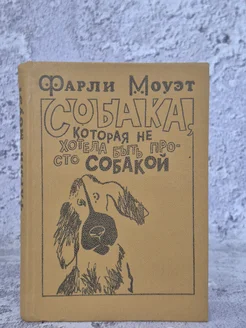 Фарли Моуэт
СОБАКА,
КОТОРАЯ НЕ
ХОТЕЛА БЫТЬ ПРО-
СТО СОБАКОЙ